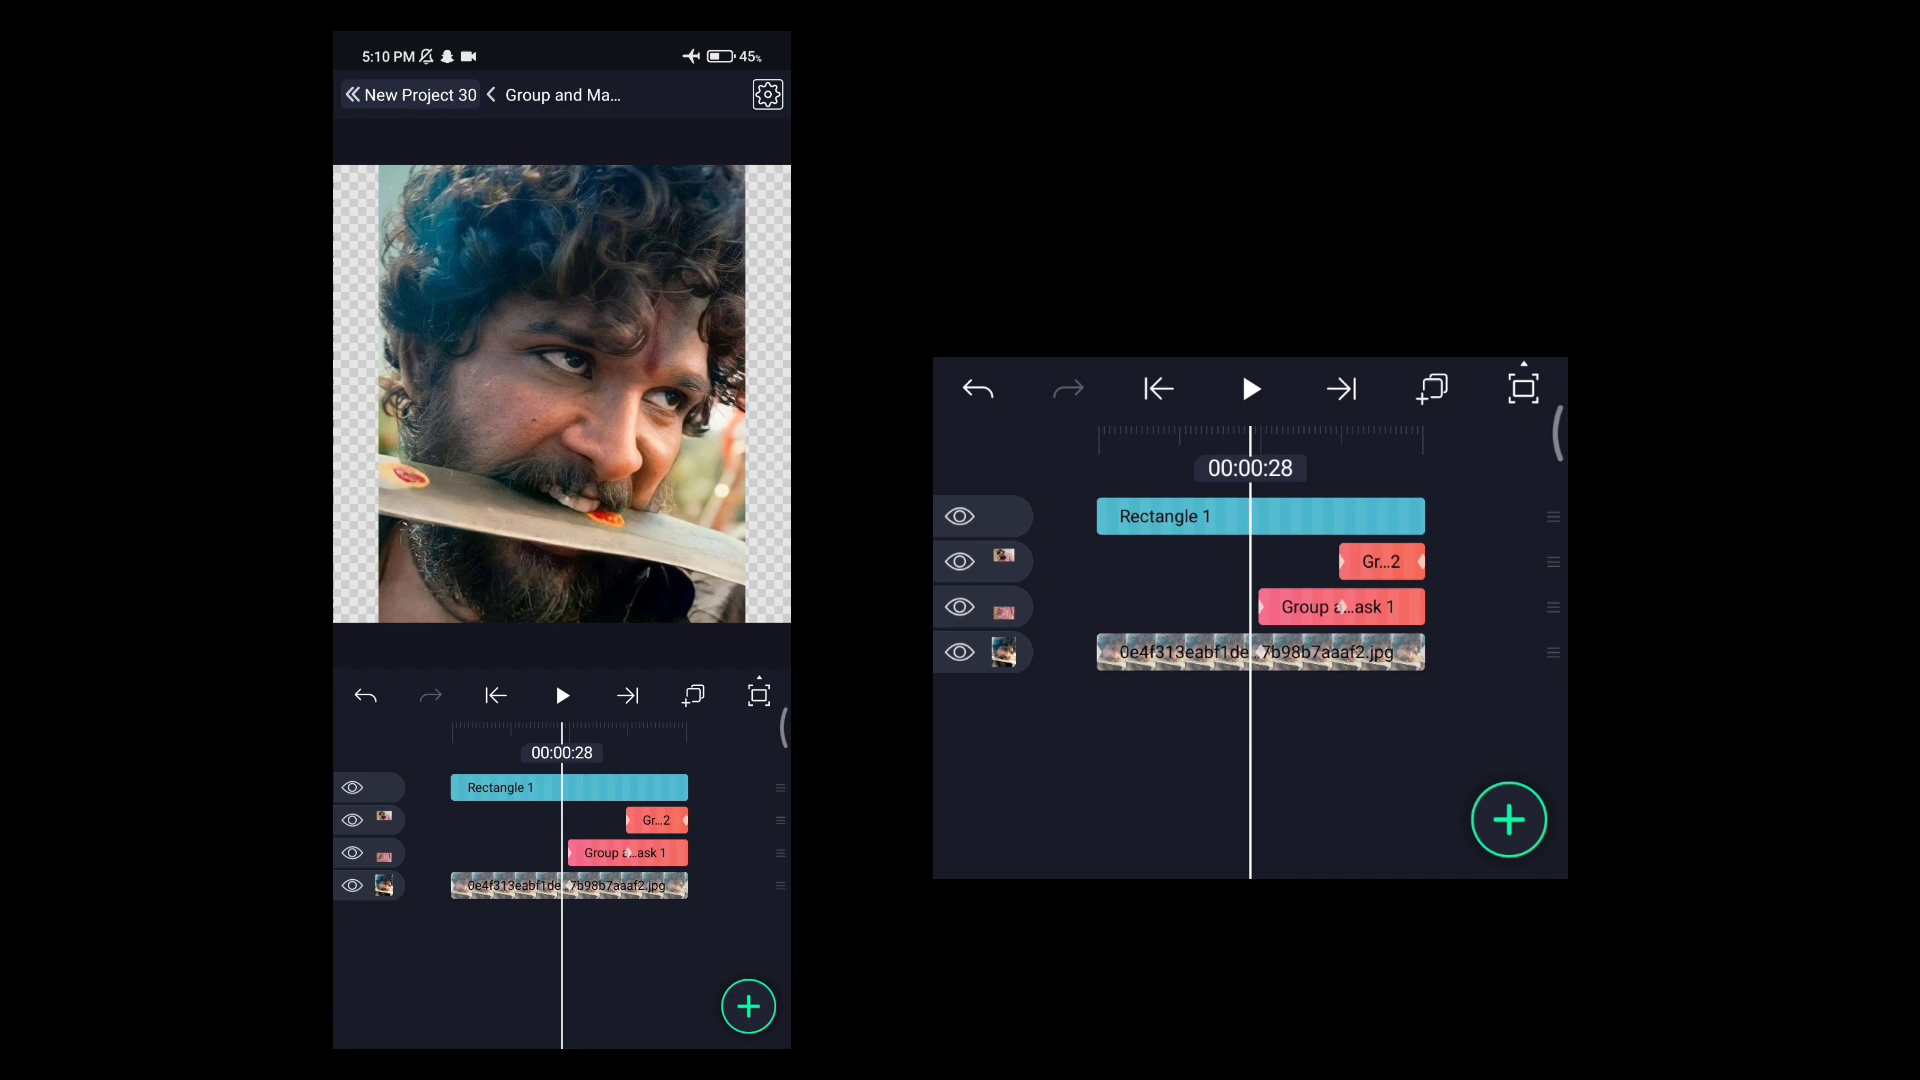 5:10 PM 45%
New Project 30 Group and Ma...
00:00:28
Rectangle 1
Gr...2
Group a...ask 1
0e4f313eabf1de...7b98b7aaaf2.jpg
00:00:28
Rectangle 1
Gr...2
Group a...ask 1
0e4f313eabf1de...7b98b7aaaf2.jpg